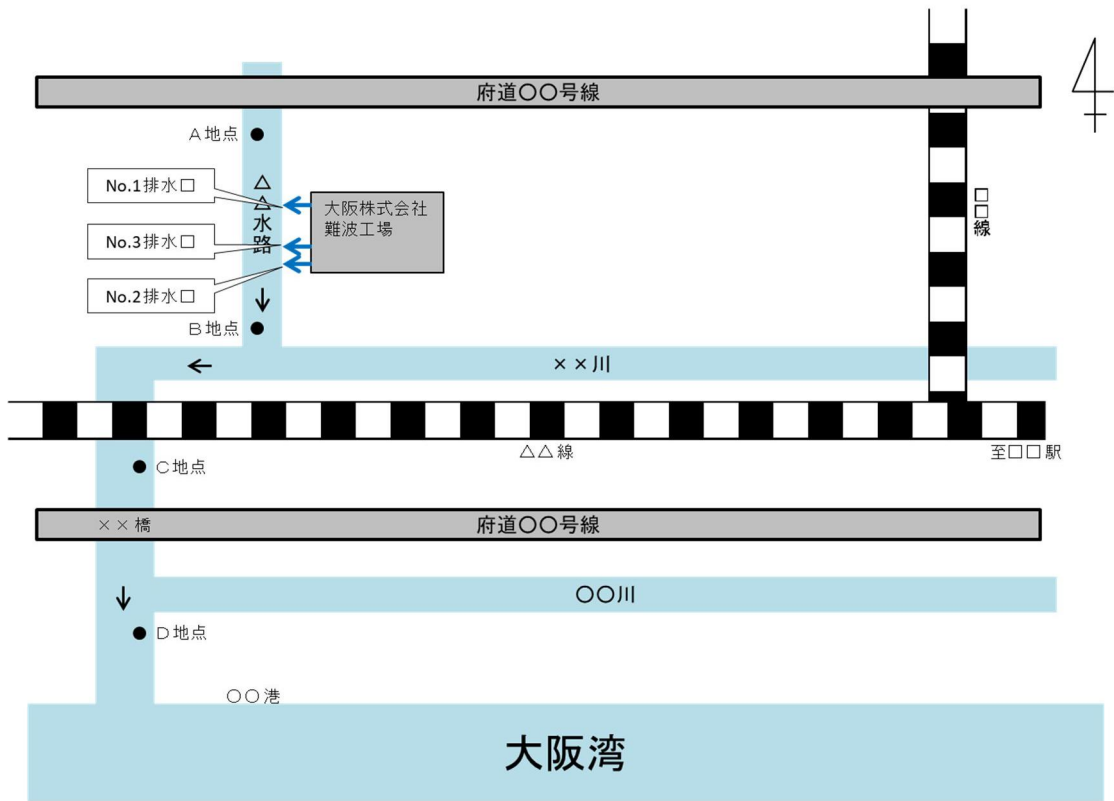 府道〇〇号線
A地点
No.1排水口
△△水路
大阪株式会社
難波工場
□□線
No.3排水口
No.2排水口
B地点
××川
△△線
至□□駅
C地点
××橋
府道〇〇号線
〇〇川
D地点
〇〇港
大阪湾